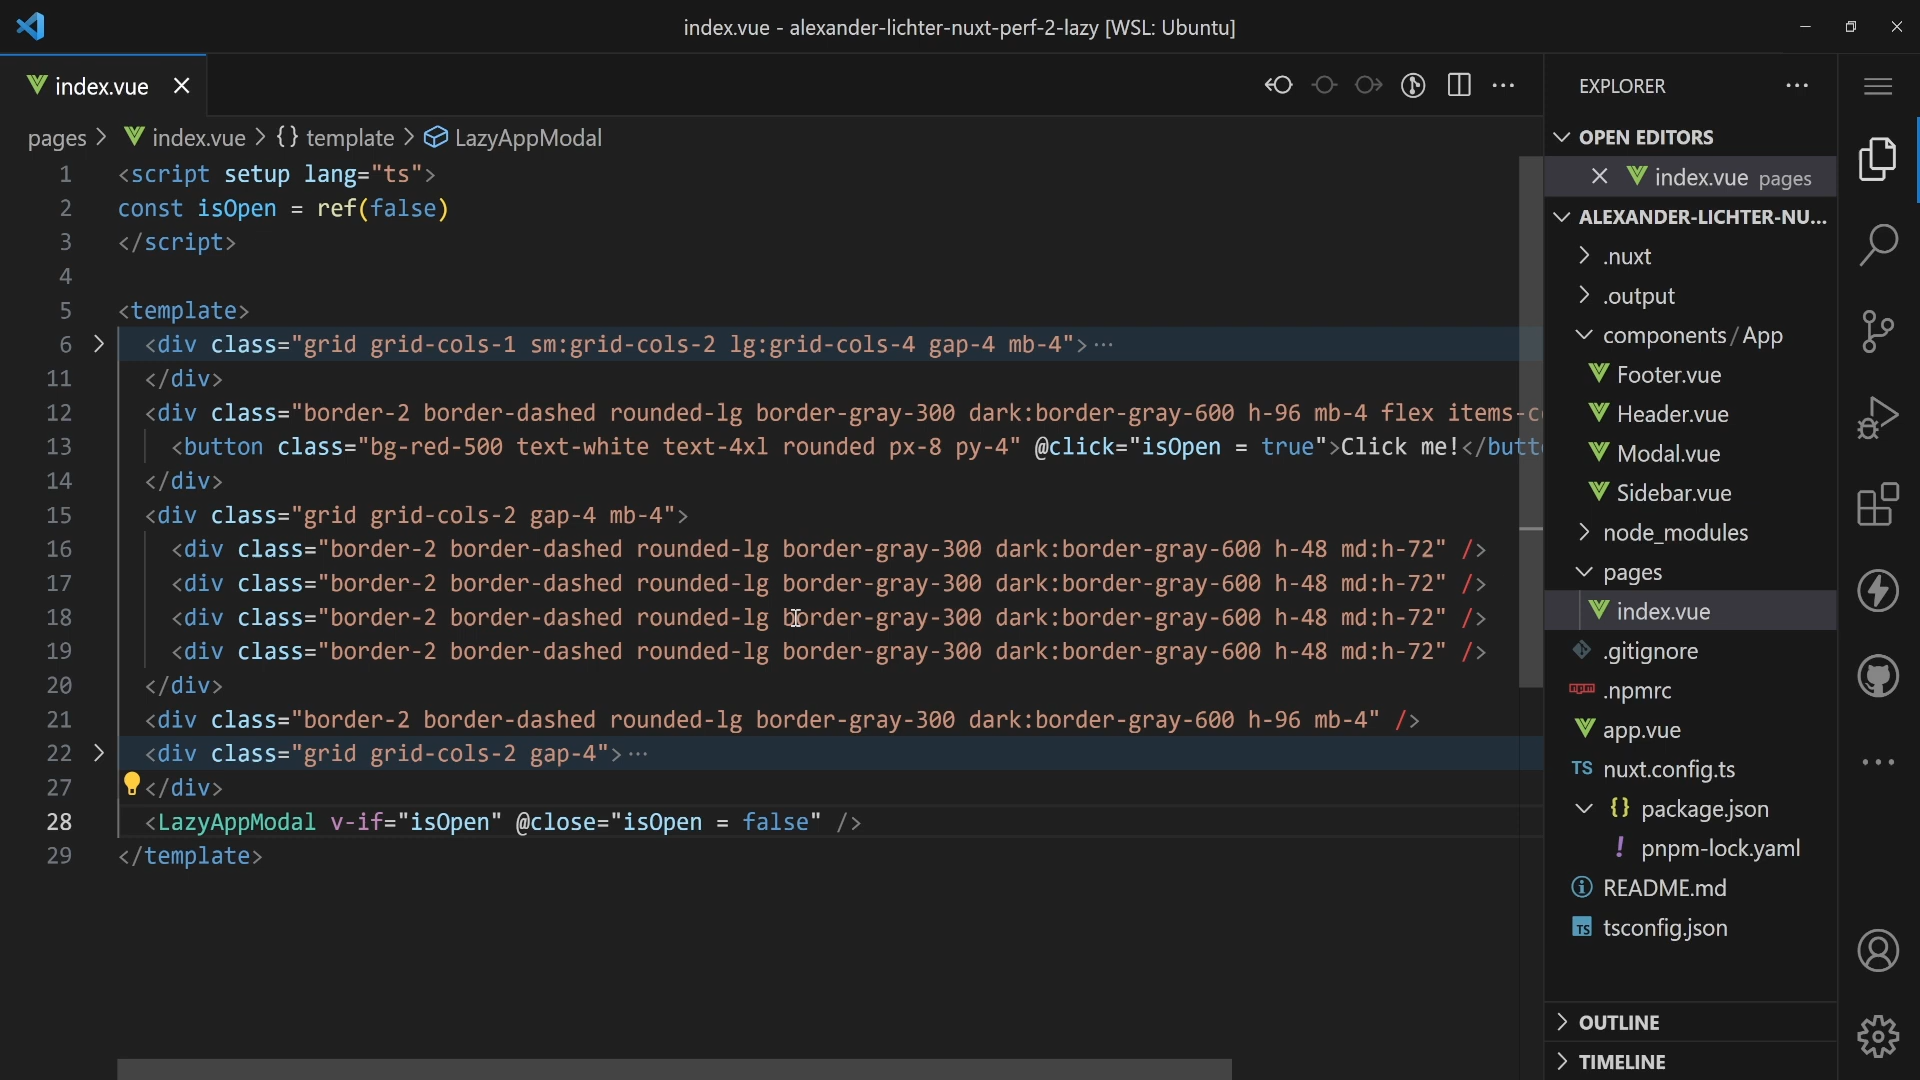 index.vue - alexander-lichter-nuxt-perf-2-lazy [WSL: Ubuntu]
index.vue
pages > index.vue > {} template > LazyAppModal
1 <script setup lang="ts">
2 const isOpen = ref(false)
3 </script>
4
5 <template>
6 <div class="grid grid-cols-1 sm:grid-cols-2 lg:grid-cols-4 gap-4 mb-4">···
11 </div>
12 <div class="border-2 border-dashed rounded-lg border-gray-300 dark:border-gray-600 h-96 mb-4 flex items-c
13 <button class="bg-red-500 text-white text-4xl rounded px-8 py-4" @click="isOpen = true">Click me!</butt
14 </div>
15 <div class="grid grid-cols-2 gap-4 mb-4">
16 <div class="border-2 border-dashed rounded-lg border-gray-300 dark:border-gray-600 h-48 md:h-72" />
17 <div class="border-2 border-dashed rounded-lg border-gray-300 dark:border-gray-600 h-48 md:h-72" />
18 <div class="border-2 border-dashed rounded-lg border-gray-300 dark:border-gray-600 h-48 md:h-72" />
19 <div class="border-2 border-dashed rounded-lg border-gray-300 dark:border-gray-600 h-48 md:h-72" />
20 </div>
21 <div class="border-2 border-dashed rounded-lg border-gray-300 dark:border-gray-600 h-96 mb-4" />
22 <div class="grid grid-cols-2 gap-4">···
27 </div>
28 <LazyAppModal v-if="isOpen" @close="isOpen = false" />
29 </template>
EXPLORER
OPEN EDITORS
index.vue pages
ALEXANDER-LICHTER-NU...
.nuxt
.output
components / App
Footer.vue
Header.vue
Modal.vue
Sidebar.vue
node_modules
pages
index.vue
.gitignore
npm .npmrc
app.vue
TS nuxt.config.ts
{} package.json
! pnpm-lock.yaml
README.md
TS tsconfig.json
OUTLINE
TIMELINE